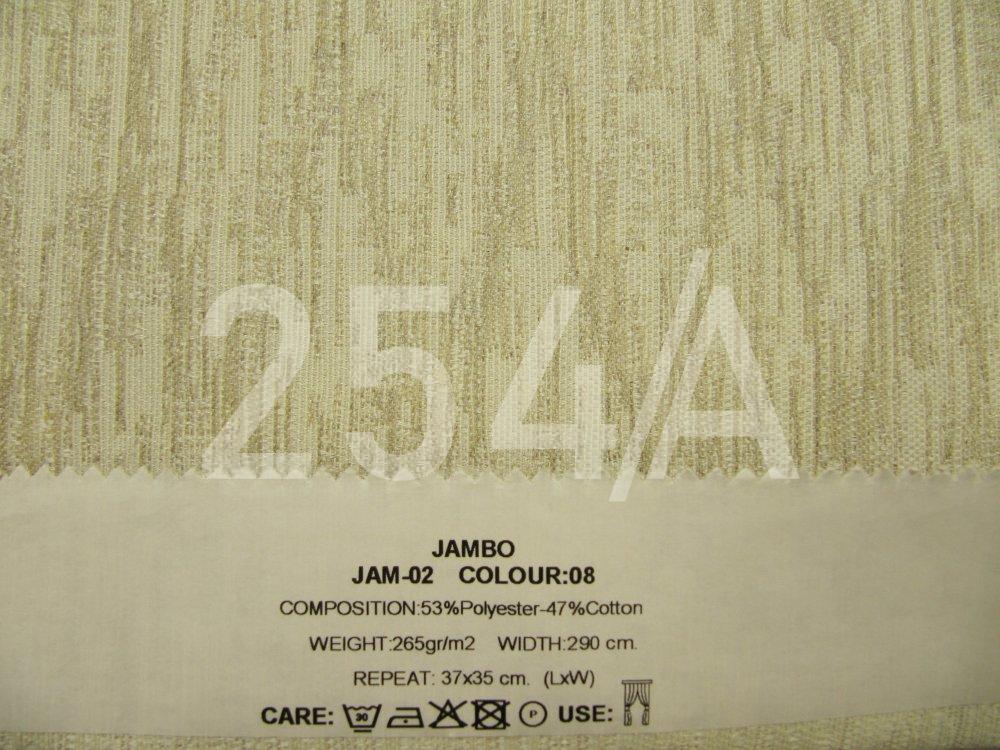 254/A
JAMBO
JAM-02 COLOUR:08
COMPOSITION:53%Polyester-47%Cotton
WEIGHT:265gr/m2 WIDTH:290 cm.
REPEAT: 37x35 cm. (LxW)
CARE: 30 P USE: